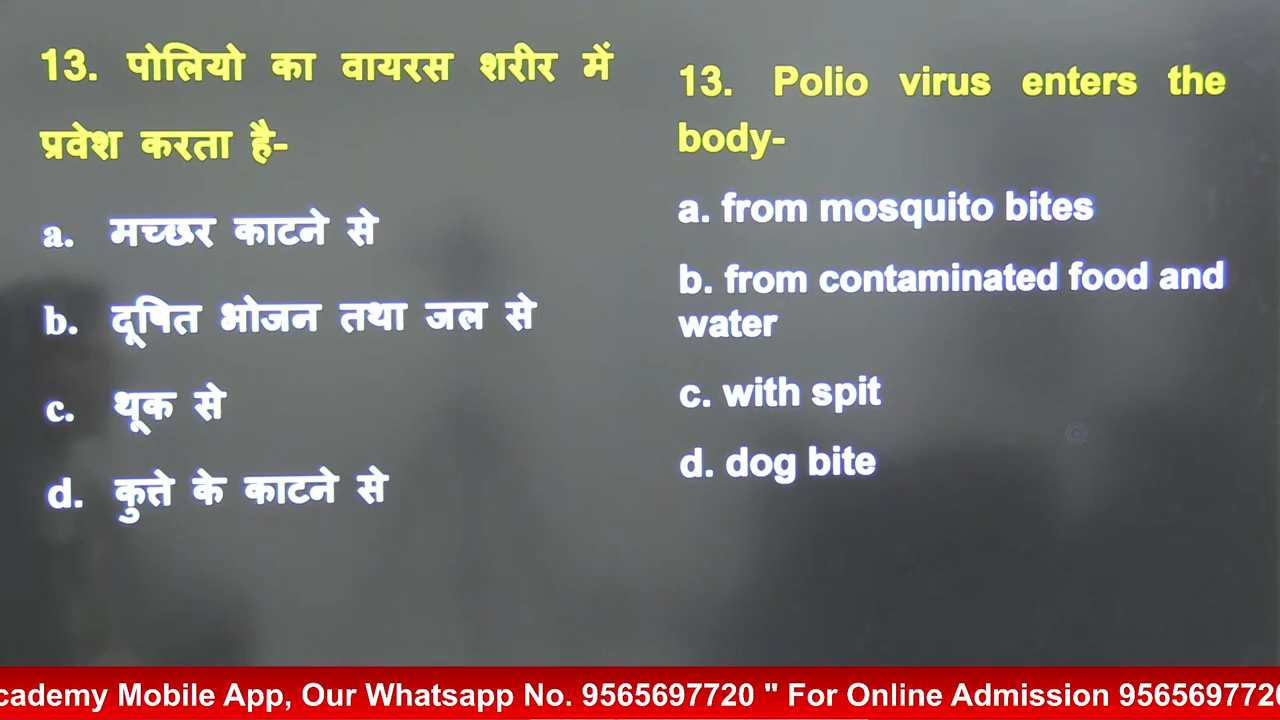 13. पोलियो का वायरस शरीर में
प्रवेश करता है-
a. मच्छर काटने से
b. दूषित भोजन तथा जल से
c. थूक से
d. कुत्ते के काटने से
13. Polio virus enters the
body-
a. from mosquito bites
b. from contaminated food and
water
c. with spit
d. dog bite
cademy Mobile App, Our Whatsapp No. 9565697720 " For Online Admission 956569772